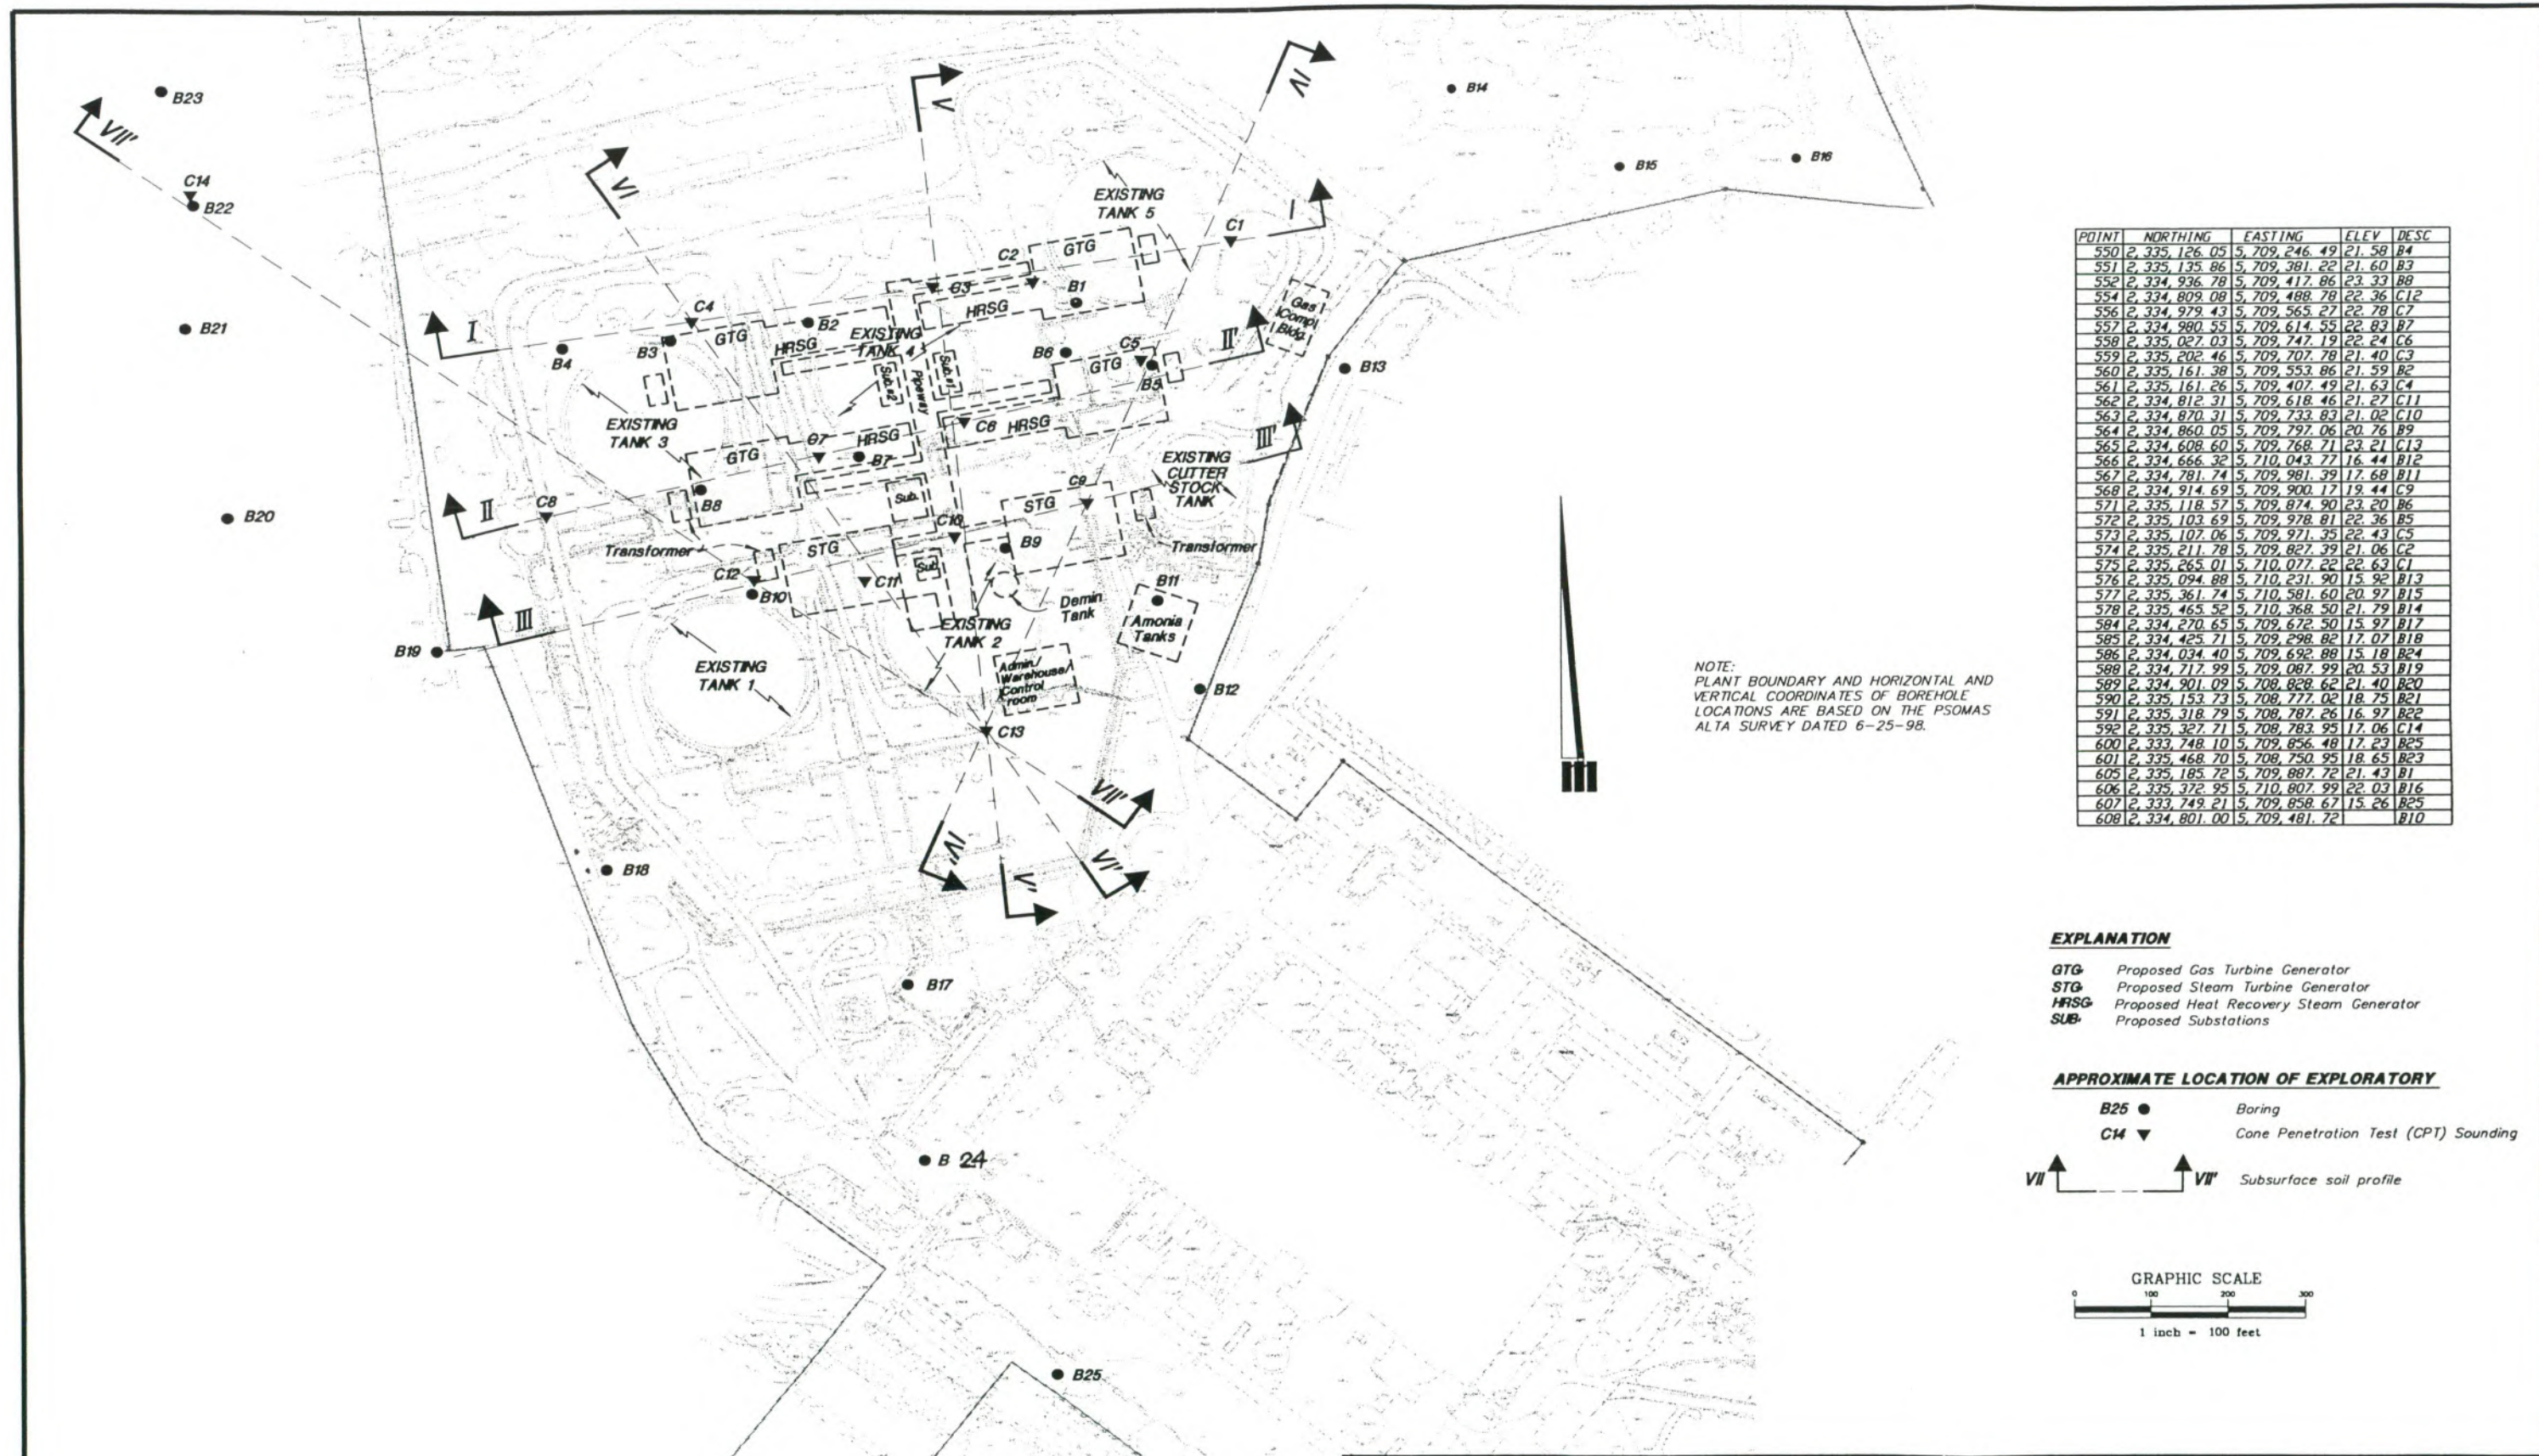 B23
VII'
C14
B22
B21
B20
B19
B18
B17
B 24
B25
VI
V
IV
B14
B15
B16
EXISTING
TANK 5
C1
I
C2
GTG
C3
B1
HRSG
Gas
Comp
Bldg.
I
C4
B2
EXISTING
TANK 4
B3
GTG
HRSG
B4
Sub.#2
Pipeway
Sub.#1
B6
C5
GTG
B5
II'
B13
EXISTING
TANK 3
C7
HRSG
GTG
B7
C6
HRSG
III'
II
C8
B8
Sub.
C9
STG
EXISTING
CUTTER
STOCK
TANK
Transformer
STG
C10
B9
Transformer
C12
B10
C11
Sub
Demin
Tank
B11
Amonia
Tanks
III
EXISTING
TANK 2
EXISTING
TANK 1
Admin./
Warehouse/
Control
room
B12
C13
VII'
VI'
IV'
V'
NOTE:
PLANT BOUNDARY AND HORIZONTAL AND
VERTICAL COORDINATES OF BOREHOLE
LOCATIONS ARE BASED ON THE PSOMAS
ALTA SURVEY DATED 6-25-98.
POINT NORTHING EASTING ELEV DESC
550 2,335,126.05 5,709,246.49 21.58 B4
551 2,335,135.86 5,709,381.22 21.60 B3
552 2,334,936.78 5,709,417.86 23.33 B8
554 2,334,809.08 5,709,488.78 22.36 C12
556 2,334,979.43 5,709,565.27 22.78 C7
557 2,334,980.55 5,709,614.55 22.83 B7
558 2,335,027.03 5,709,747.19 22.24 C6
559 2,335,202.46 5,709,707.78 21.40 C3
560 2,335,161.38 5,709,553.86 21.59 B2
561 2,335,161.26 5,709,407.49 21.63 C4
562 2,334,812.31 5,709,618.46 21.27 C11
563 2,334,870.31 5,709,733.83 21.02 C10
564 2,334,860.05 5,709,797.06 20.76 B9
565 2,334,608.60 5,709,768.71 23.21 C13
566 2,334,666.32 5,710,043.77 16.44 B12
567 2,334,781.74 5,709,981.39 17.68 B11
568 2,334,914.69 5,709,900.17 19.44 C9
571 2,335,118.57 5,709,874.90 23.20 B6
572 2,335,103.69 5,709,978.81 22.36 B5
573 2,335,107.06 5,709,971.35 22.43 C5
574 2,335,211.78 5,709,827.39 21.06 C2
575 2,335,265.01 5,710,077.22 22.63 C1
576 2,335,094.88 5,710,231.90 15.92 B13
577 2,335,361.74 5,710,581.60 20.97 B15
578 2,335,465.52 5,710,368.50 21.79 B14
584 2,334,270.65 5,709,672.50 15.97 B17
585 2,334,425.71 5,709,298.82 17.07 B18
586 2,334,034.40 5,709,692.88 15.18 B24
588 2,334,717.99 5,709,087.99 20.53 B19
589 2,334,901.09 5,708,828.62 21.40 B20
590 2,335,153.73 5,708,777.02 18.75 B21
591 2,335,318.79 5,708,787.26 16.97 B22
592 2,335,327.71 5,708,783.95 17.06 C14
600 2,333,748.10 5,709,856.48 17.23 B25
601 2,335,468.70 5,708,750.95 18.65 B23
605 2,335,185.72 5,709,887.72 21.43 B1
606 2,335,372.95 5,710,807.99 22.03 B16
607 2,333,749.21 5,709,858.67 15.26 B25
608 2,334,801.00 5,709,481.72 B10
EXPLANATION
GTG Proposed Gas Turbine Generator
STG Proposed Steam Turbine Generator
HRSG Proposed Heat Recovery Steam Generator
SUB. Proposed Substations
APPROXIMATE LOCATION OF EXPLORATORY
B25 Boring
C14 Cone Penetration Test (CPT) Sounding
VII VII' Subsurface soil profile
GRAPHIC SCALE
0 100 200 300
1 inch = 100 feet